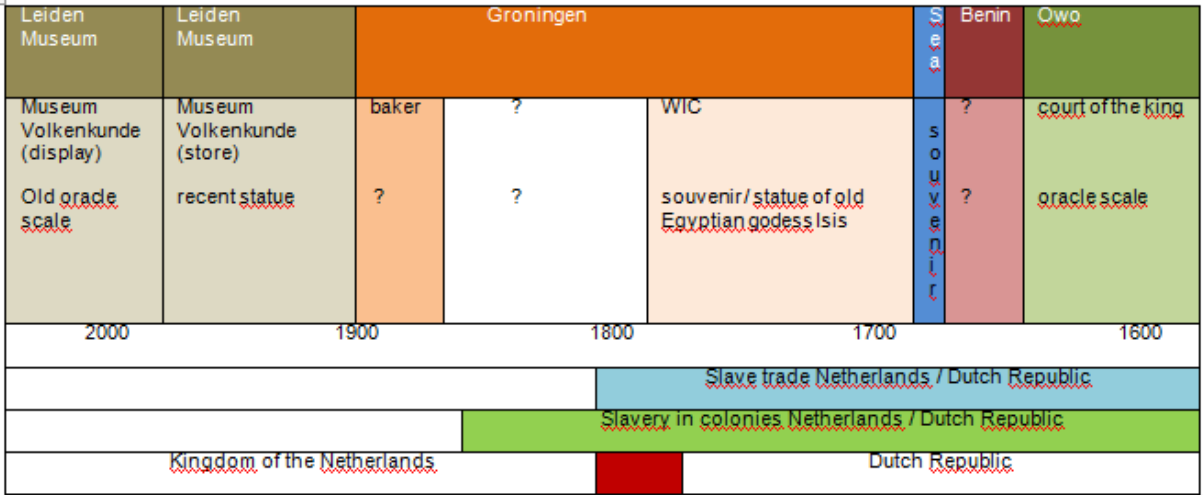 Leiden
Museum
Leiden
Museum
Groningen
Sea
Benin
Owo
Museum
Volkenkunde
(display)
Old oracle
scale
Museum
Volkenkunde
(store)
recent statue
baker
?
?
?
WIC
souvenir/ statue of old
Egyptian godess Isis
souvenir
?
?
court of the king
oracle scale
2000
1900
1800
1700
1600
Slave trade Netherlands / Dutch Republic
Slavery in colonies Netherlands / Dutch Republic
Kingdom of the Netherlands
Dutch Republic